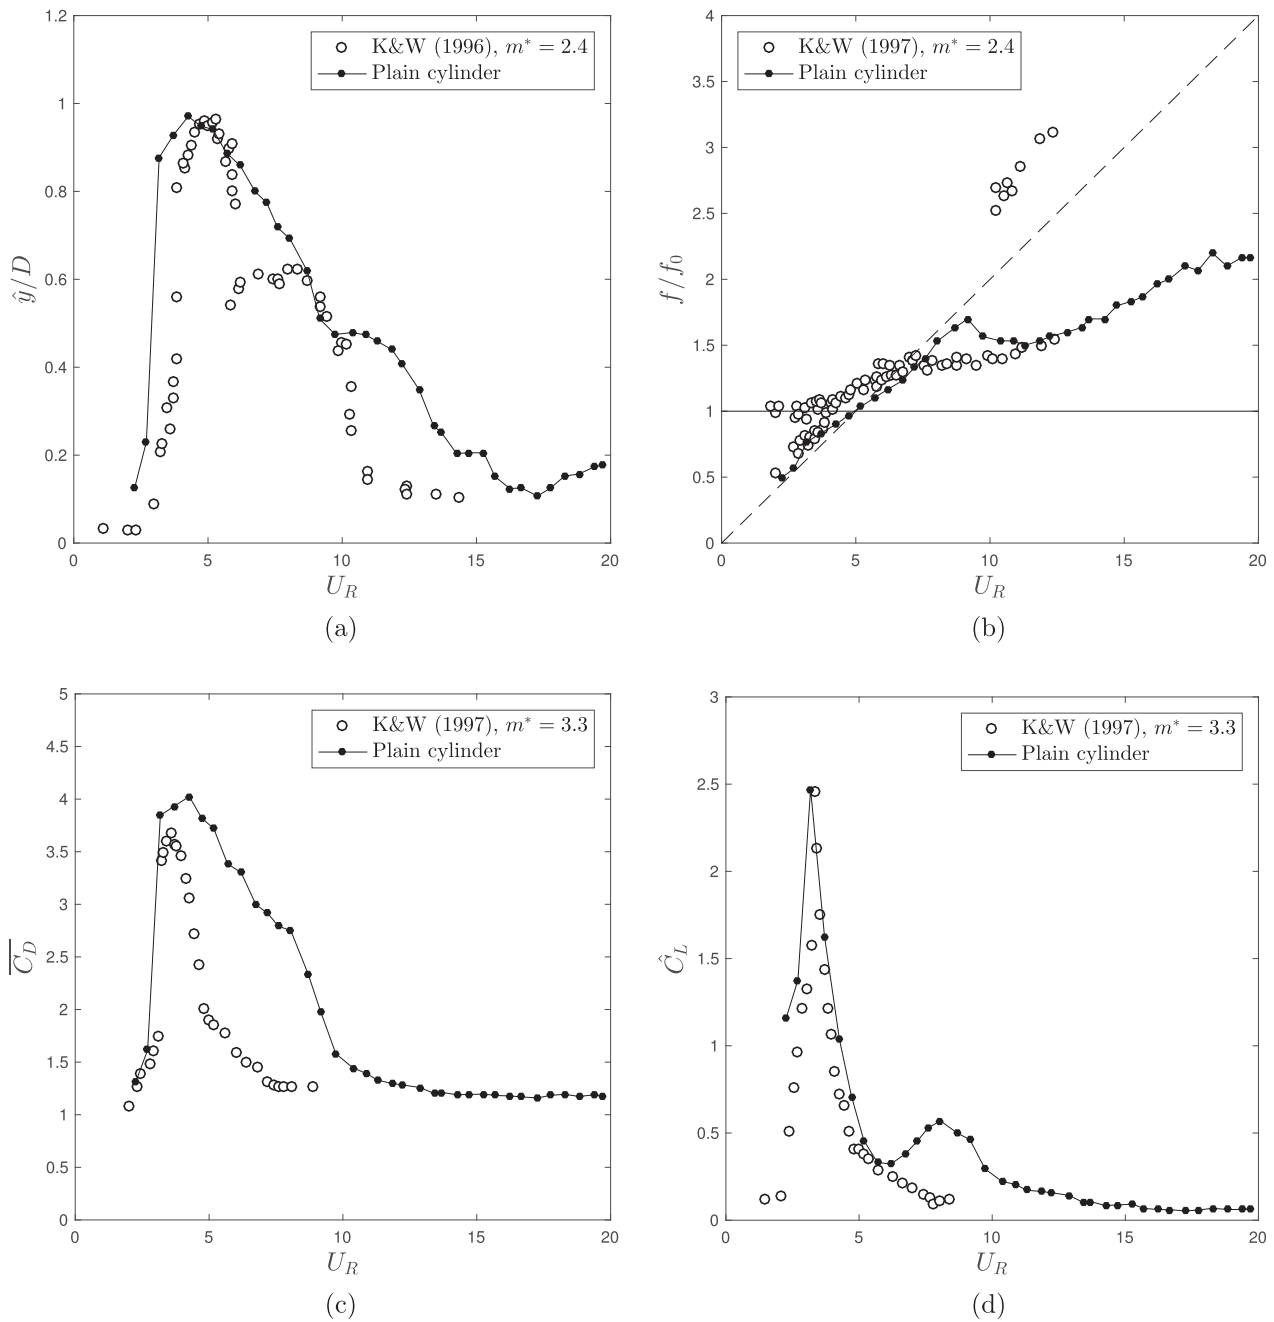 K&W (1996), m* = 2.4
Plain cylinder
1.2
1
0.8
0.6
0.4
0.2
0
ŷ/D
0 5 10 15 20
U_R
(a)
K&W (1997), m* = 2.4
Plain cylinder
4
3.5
3
2.5
2
1.5
1
0.5
0
f/f₀
0 5 10 15 20
U_R
(b)
K&W (1997), m* = 3.3
Plain cylinder
5
4.5
4
3.5
3
2.5
2
1.5
1
0.5
0
C̅_D
0 5 10 15 20
U_R
(c)
K&W (1997), m* = 3.3
Plain cylinder
3
2.5
2
1.5
1
0.5
0
Ĉ_L
0 5 10 15 20
U_R
(d)